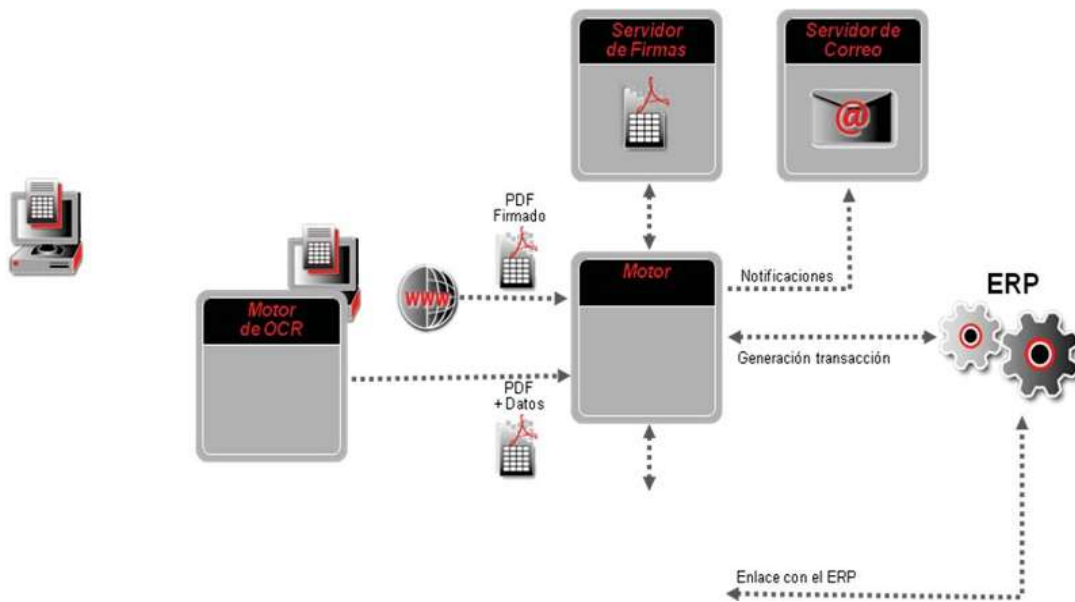 Servidor
de Firmas
Servidor de
Correo
@
PDF
Firmado
Motor
Notificaciones
ERP
www
Motor
de OCR
Generación transacción
PDF
+ Datos
Enlace con el ERP